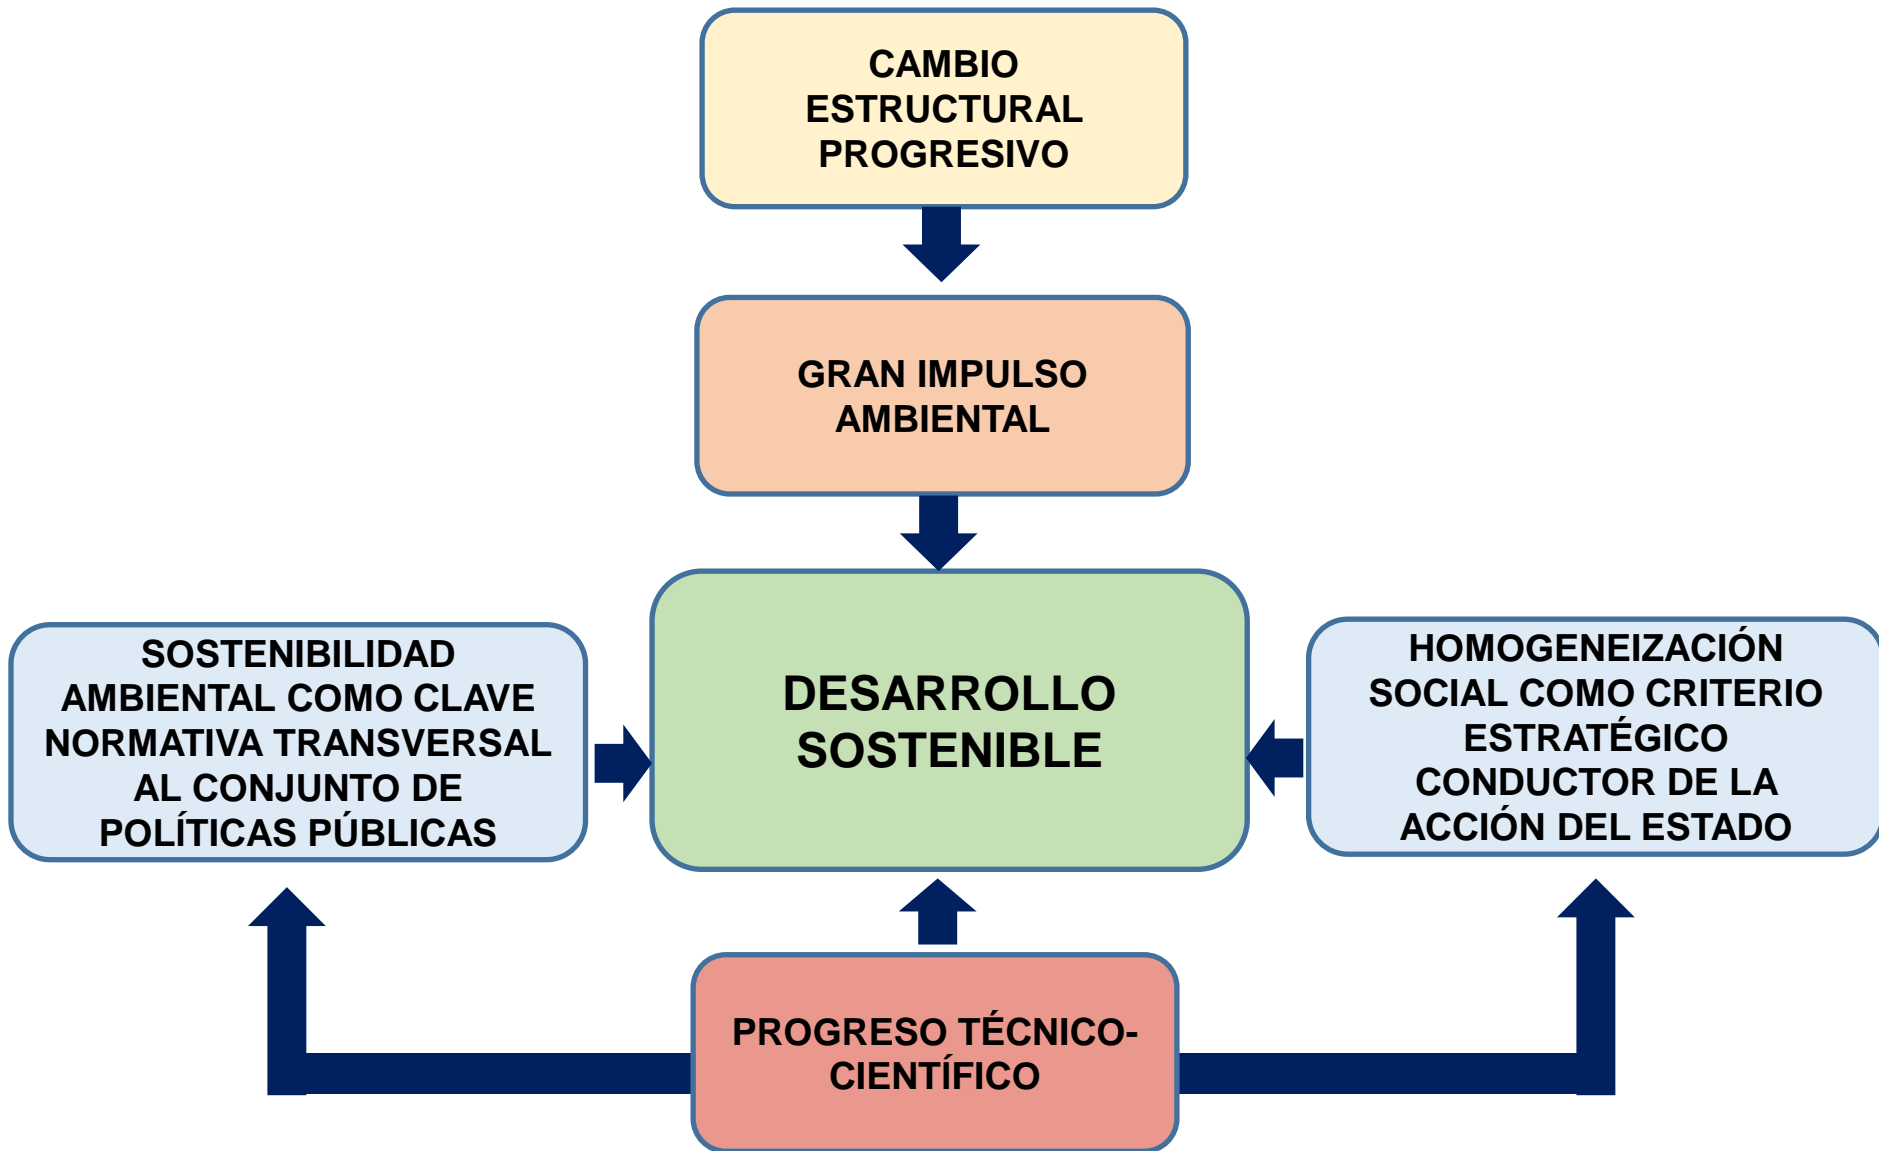 CAMBIO
ESTRUCTURAL
PROGRESIVO
GRAN IMPULSO
AMBIENTAL
DESARROLLO
SOSTENIBLE
SOSTENIBILIDAD
AMBIENTAL COMO CLAVE
NORMATIVA TRANSVERSAL
AL CONJUNTO DE
POLÍTICAS PÚBLICAS
HOMOGENEIZACIÓN
SOCIAL COMO CRITERIO
ESTRATÉGICO
CONDUCTOR DE LA
ACCIÓN DEL ESTADO
PROGRESO TÉCNICO-
CIENTÍFICO